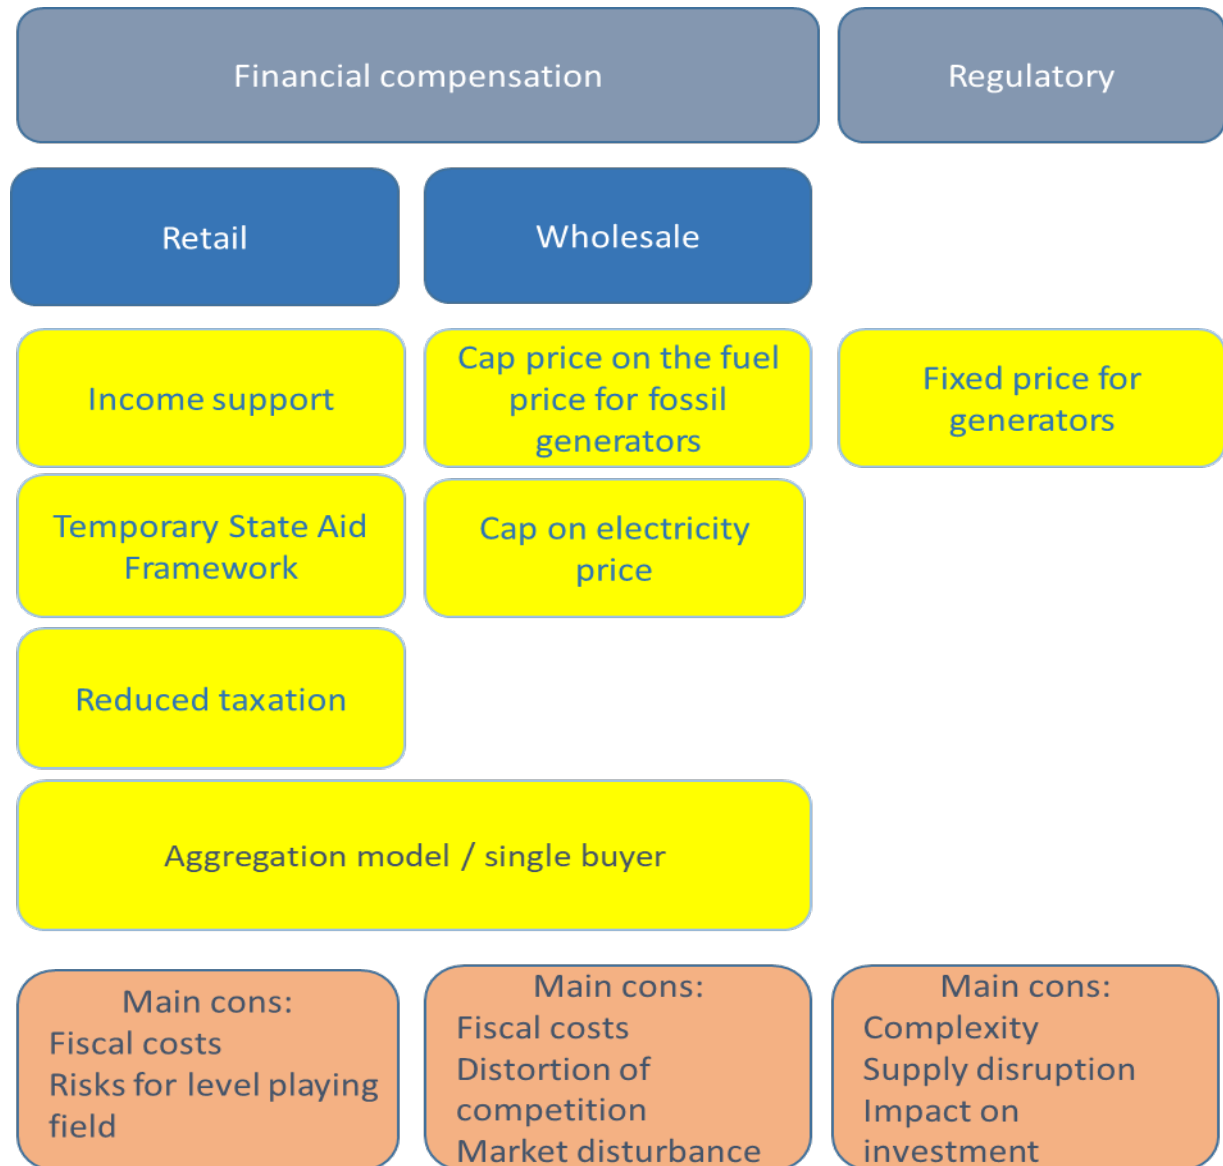 Financial compensation
Regulatory
Retail
Wholesale
Income support
Cap price on the fuel
price for fossil
generators
Fixed price for
generators
Temporary State Aid
Framework
Cap on electricity
price
Reduced taxation
Aggregation model / single buyer
Main cons:
Fiscal costs
Risks for level playing
field
Main cons:
Fiscal costs
Distortion of
competition
Market disturbance
Main cons:
Complexity
Supply disruption
Impact on
investment